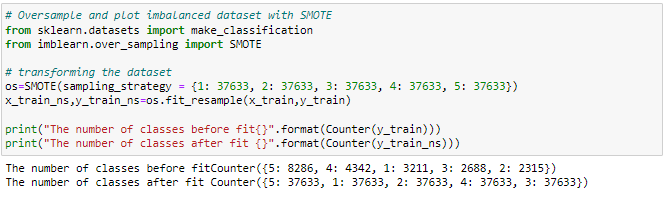 # Oversample and plot imbalanced dataset with SMOTE
from sklearn.datasets import make_classification
from imblearn.over_sampling import SMOTE
# transforming the dataset
os=SMOTE(sampling_strategy = {1: 37633, 2: 37633, 3: 37633, 4: 37633, 5: 37633})
x_train_ns,y_train_ns=os.fit_resample(x_train,y_train)
print("The number of classes before fit{}".format(Counter(y_train)))
print("The number of classes after fit {}".format(Counter(y_train_ns)))
The number of classes before fitCounter({5: 8286, 4: 4342, 1: 3211, 3: 2688, 2: 2315})
The number of classes after fit Counter({5: 37633, 1: 37633, 2: 37633, 4: 37633, 3: 37633})